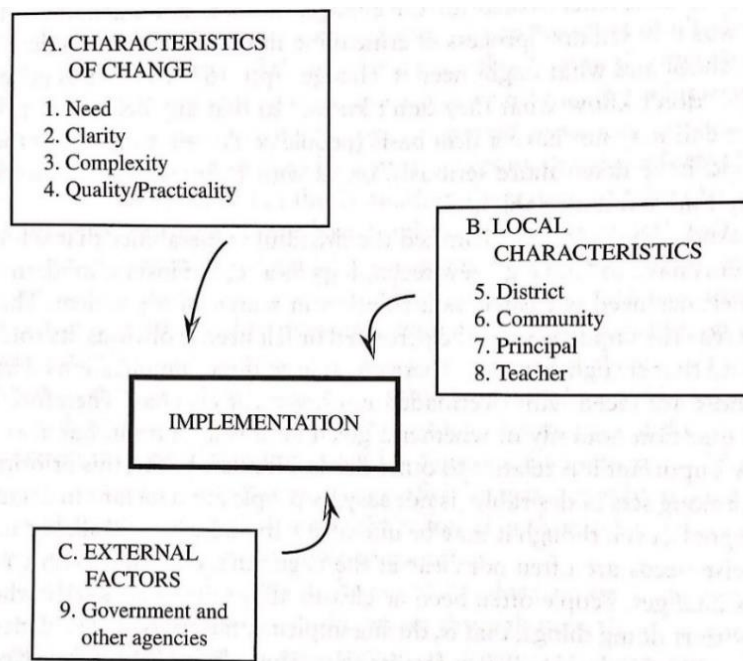 A. CHARACTERISTICS
OF CHANGE
1. Need
2. Clarity
3. Complexity
4. Quality/Practicality
B. LOCAL
CHARACTERISTICS
5. District
6. Community
7. Principal
8. Teacher
IMPLEMENTATION
C. EXTERNAL
FACTORS
9. Government and
other agencies